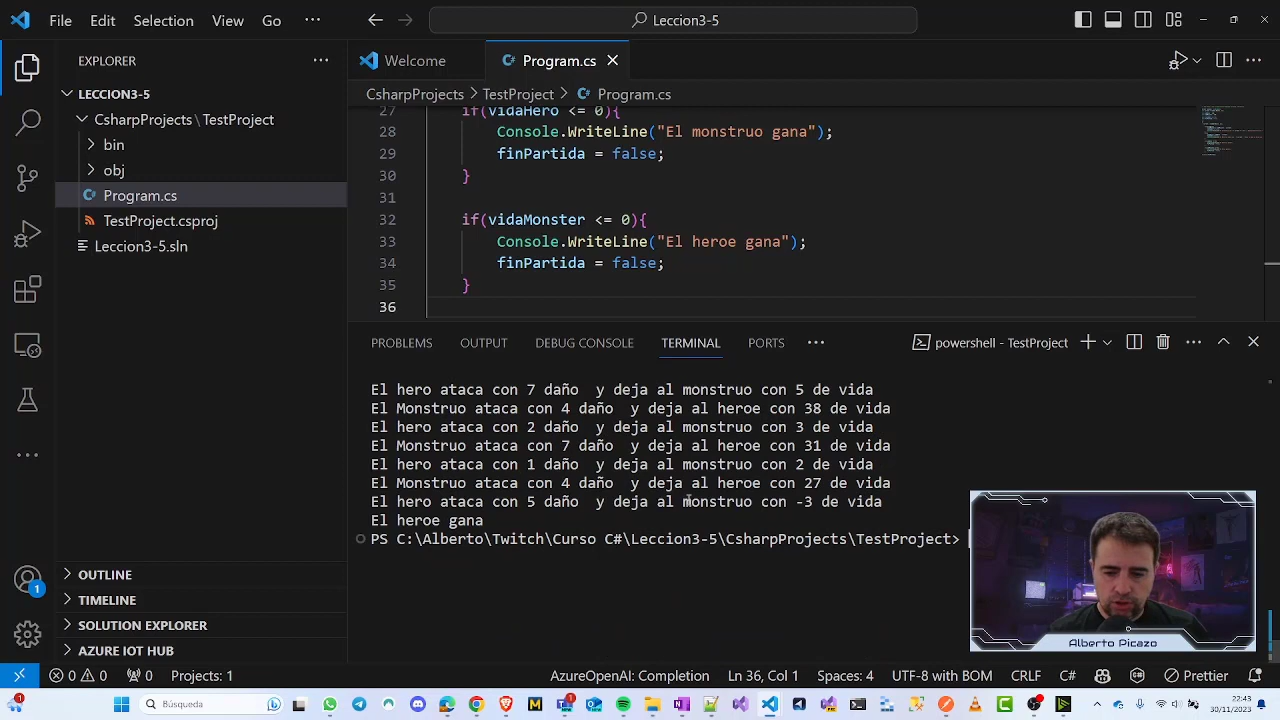 File Edit Selection View Go ···
Leccion3-5
EXPLORER
Welcome
C# Program.cs
LECCION3-5
CsharpProjects > TestProject > C# Program.cs
CsharpProjects \ TestProject
bin
obj
C# Program.cs
TestProject.csproj
Leccion3-5.sln
27 if(vidaHero <= 0){
28 Console.WriteLine("El monstruo gana");
29 finPartida = false;
30 }
31
32 if(vidaMonster <= 0){
33 Console.WriteLine("El heroe gana");
34 finPartida = false;
35 }
36
PROBLEMS OUTPUT DEBUG CONSOLE TERMINAL PORTS ···
powershell - TestProject
El hero ataca con 7 daño  y deja al monstruo con 5 de vida
El Monstruo ataca con 4 daño  y deja al heroe con 38 de vida
El hero ataca con 2 daño  y deja al monstruo con 3 de vida
El Monstruo ataca con 7 daño  y deja al heroe con 31 de vida
El hero ataca con 1 daño  y deja al monstruo con 2 de vida
El Monstruo ataca con 4 daño  y deja al heroe con 27 de vida
El hero ataca con 5 daño  y deja al monstruo con -3 de vida
El heroe gana
PS C:\Alberto\Twitch\Curso C#\Leccion3-5\CsharpProjects\TestProject>
OUTLINE
TIMELINE
SOLUTION EXPLORER
AZURE IOT HUB
1
Alberto Picazo
0 0 0 Projects: 1
AzureOpenAI: Completion Ln 36, Col 1 Spaces: 4 UTF-8 with BOM CRLF C# Prettier
Búsqueda
22:43
30/11/2023